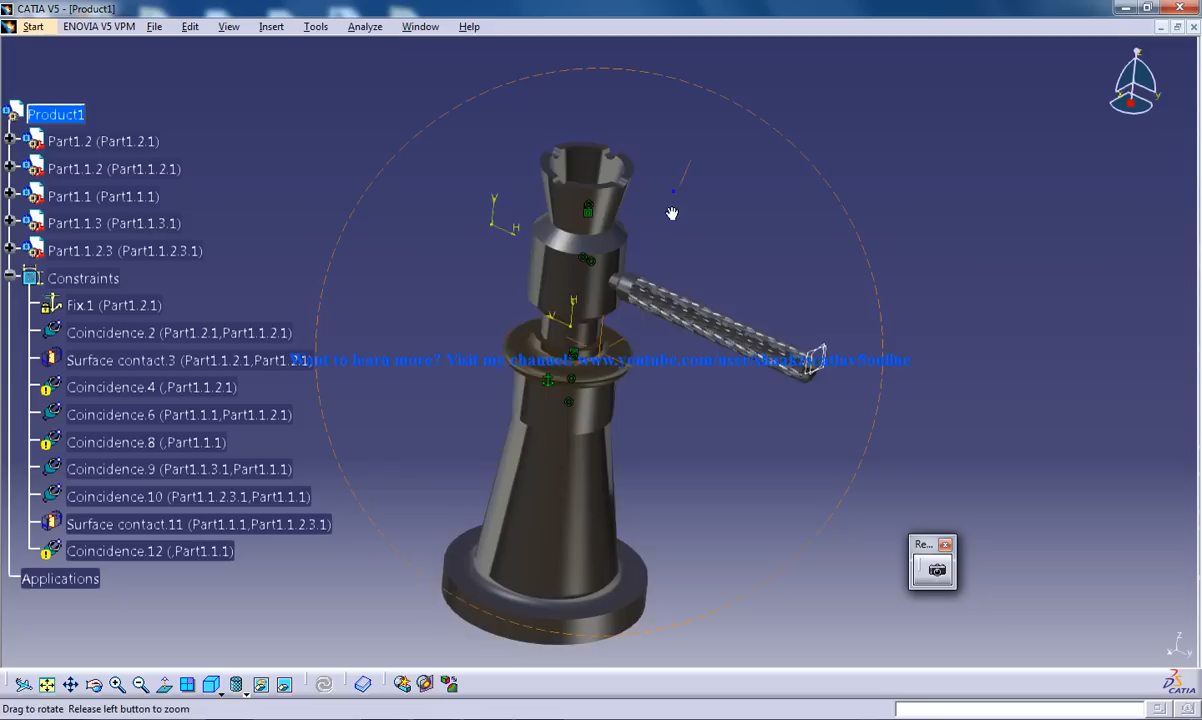 CATIA V5 - [Product1]
Start ENOVIA V5 VPM File Edit View Insert Tools Analyze Window Help
Product1
Part1.2 (Part1.2.1)
Part1.1.2 (Part1.1.2.1)
Part1.1 (Part1.1.1)
Part1.1.3 (Part1.1.3.1)
Part1.1.2.3 (Part1.1.2.3.1)
Constraints
Fix.1 (Part1.2.1)
Coincidence.2 (Part1.2.1,Part1.1.2.1)
Surface contact.3 (Part1.1.2.1,Part1.2.1)
Want to learn more? Visit my channel:
Coincidence.4 (,Part1.1.2.1)
Coincidence.6 (Part1.1.1,Part1.1.2.1)
Coincidence.8 (,Part1.1.1)
Coincidence.9 (Part1.1.3.1,Part1.1.1)
Coincidence.10 (Part1.1.2.3.1,Part1.1.1)
Surface contact.11 (Part1.1.1,Part1.1.2.3.1)
Coincidence.12 (,Part1.1.1)
Applications
Re...
Drag to rotate Release left button to zoom
CATIA